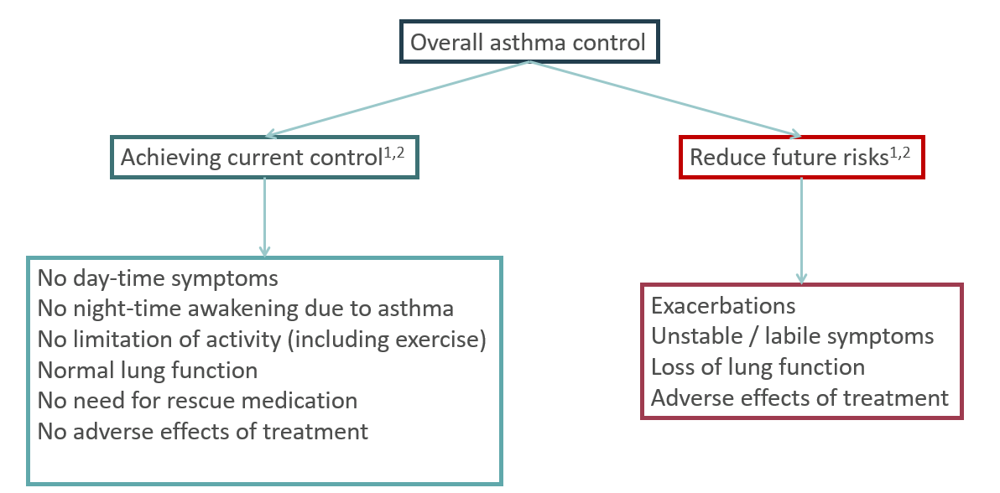 Overall asthma control
Achieving current control1,2
Reduce future risks1,2
No day-time symptoms
No night-time awakening due to asthma
No limitation of activity (including exercise)
Normal lung function
No need for rescue medication
No adverse effects of treatment
Exacerbations
Unstable / labile symptoms
Loss of lung function
Adverse effects of treatment